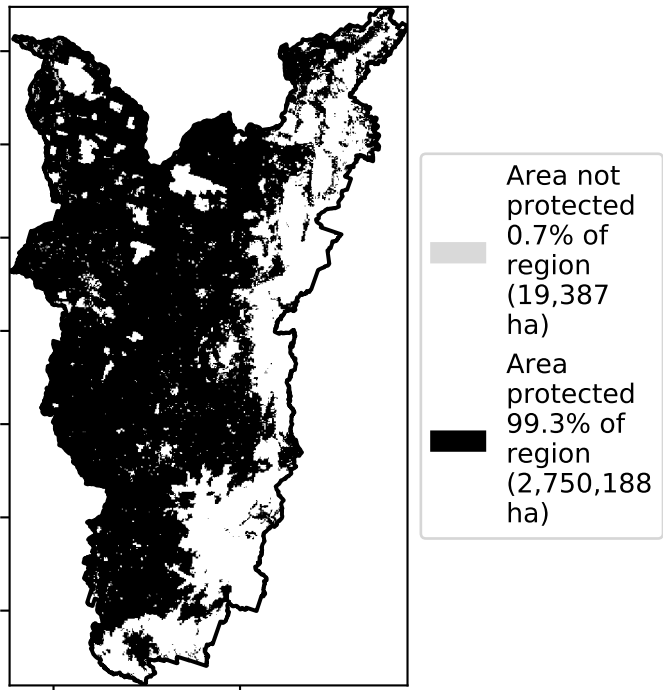 Area not
protected
0.7% of
region
(19,387
ha)
Area
protected
99.3% of
region
(2,750,188
ha)